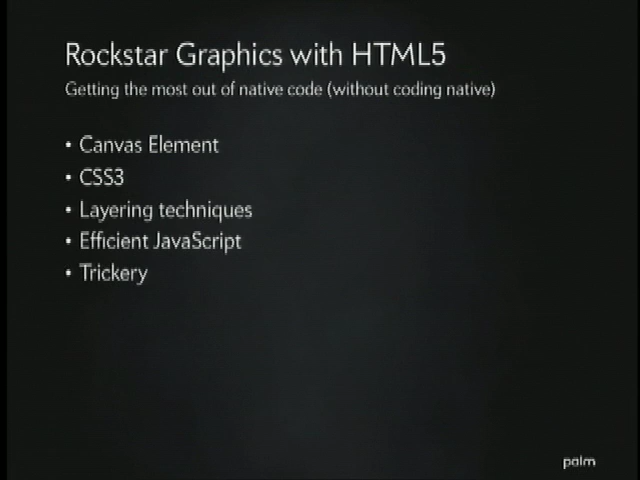 Rockstar Graphics with HTML5
Getting the most out of native code (without coding native)
• Canvas Element
• CSS3
• Layering techniques
• Efficient JavaScript
• Trickery
palm